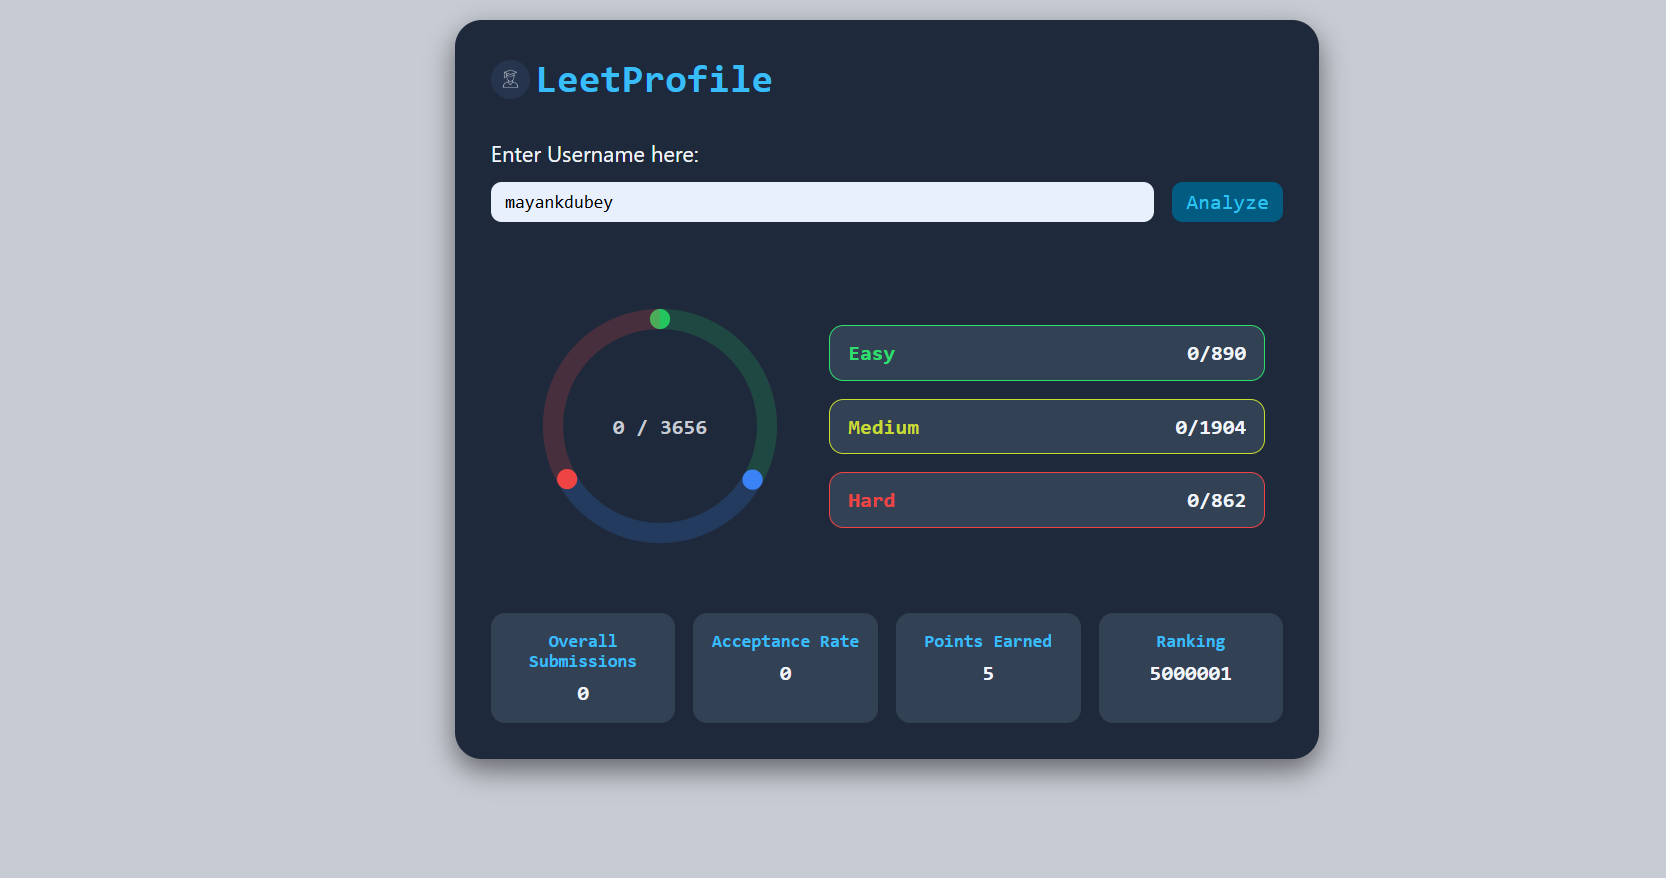 LeetProfile
Enter Username here:
mayankdubey
Analyze
0 / 3656
Easy 0/890
Medium 0/1904
Hard 0/862
Overall
Submissions
0
Acceptance Rate
0
Points Earned
5
Ranking
5000001